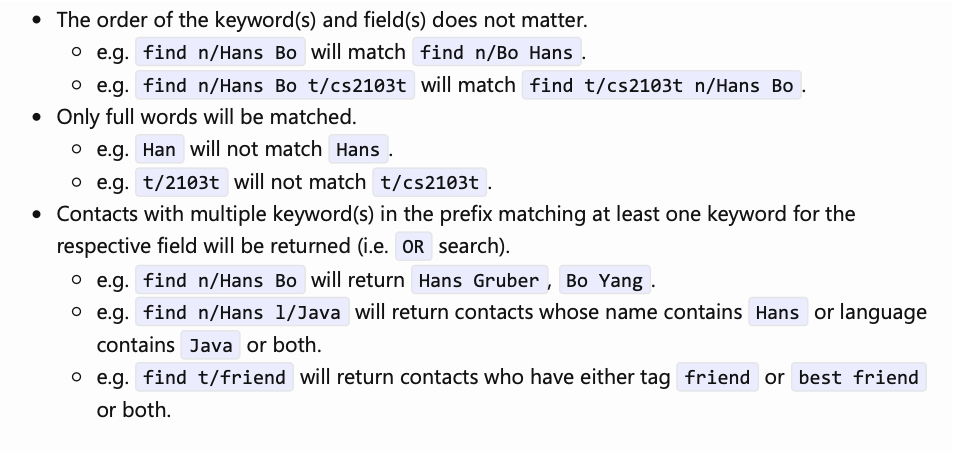 • The order of the keyword(s) and field(s) does not matter.
◦ e.g. find n/Hans Bo will match find n/Bo Hans.
◦ e.g. find n/Hans Bo t/cs2103t will match find t/cs2103t n/Hans Bo.
• Only full words will be matched.
◦ e.g. Han will not match Hans.
◦ e.g. t/2103t will not match t/cs2103t.
• Contacts with multiple keyword(s) in the prefix matching at least one keyword for the
respective field will be returned (i.e. OR search).
◦ e.g. find n/Hans Bo will return Hans Gruber, Bo Yang.
◦ e.g. find n/Hans l/Java will return contacts whose name contains Hans or language
contains Java or both.
◦ e.g. find t/friend will return contacts who have either tag friend or best friend
or both.